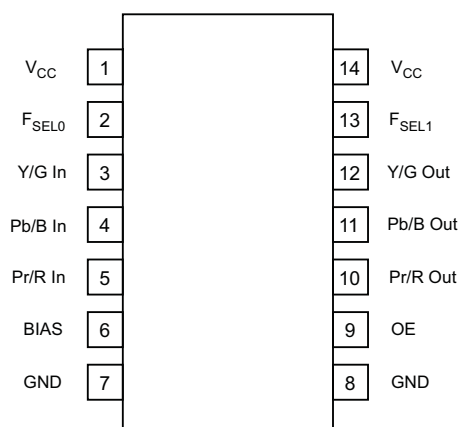 V_CC 1 14 V_CC
F_SEL0 2 13 F_SEL1
Y/G In 3 12 Y/G Out
Pb/B In 4 11 Pb/B Out
Pr/R In 5 10 Pr/R Out
BIAS 6 9 OE
GND 7 8 GND